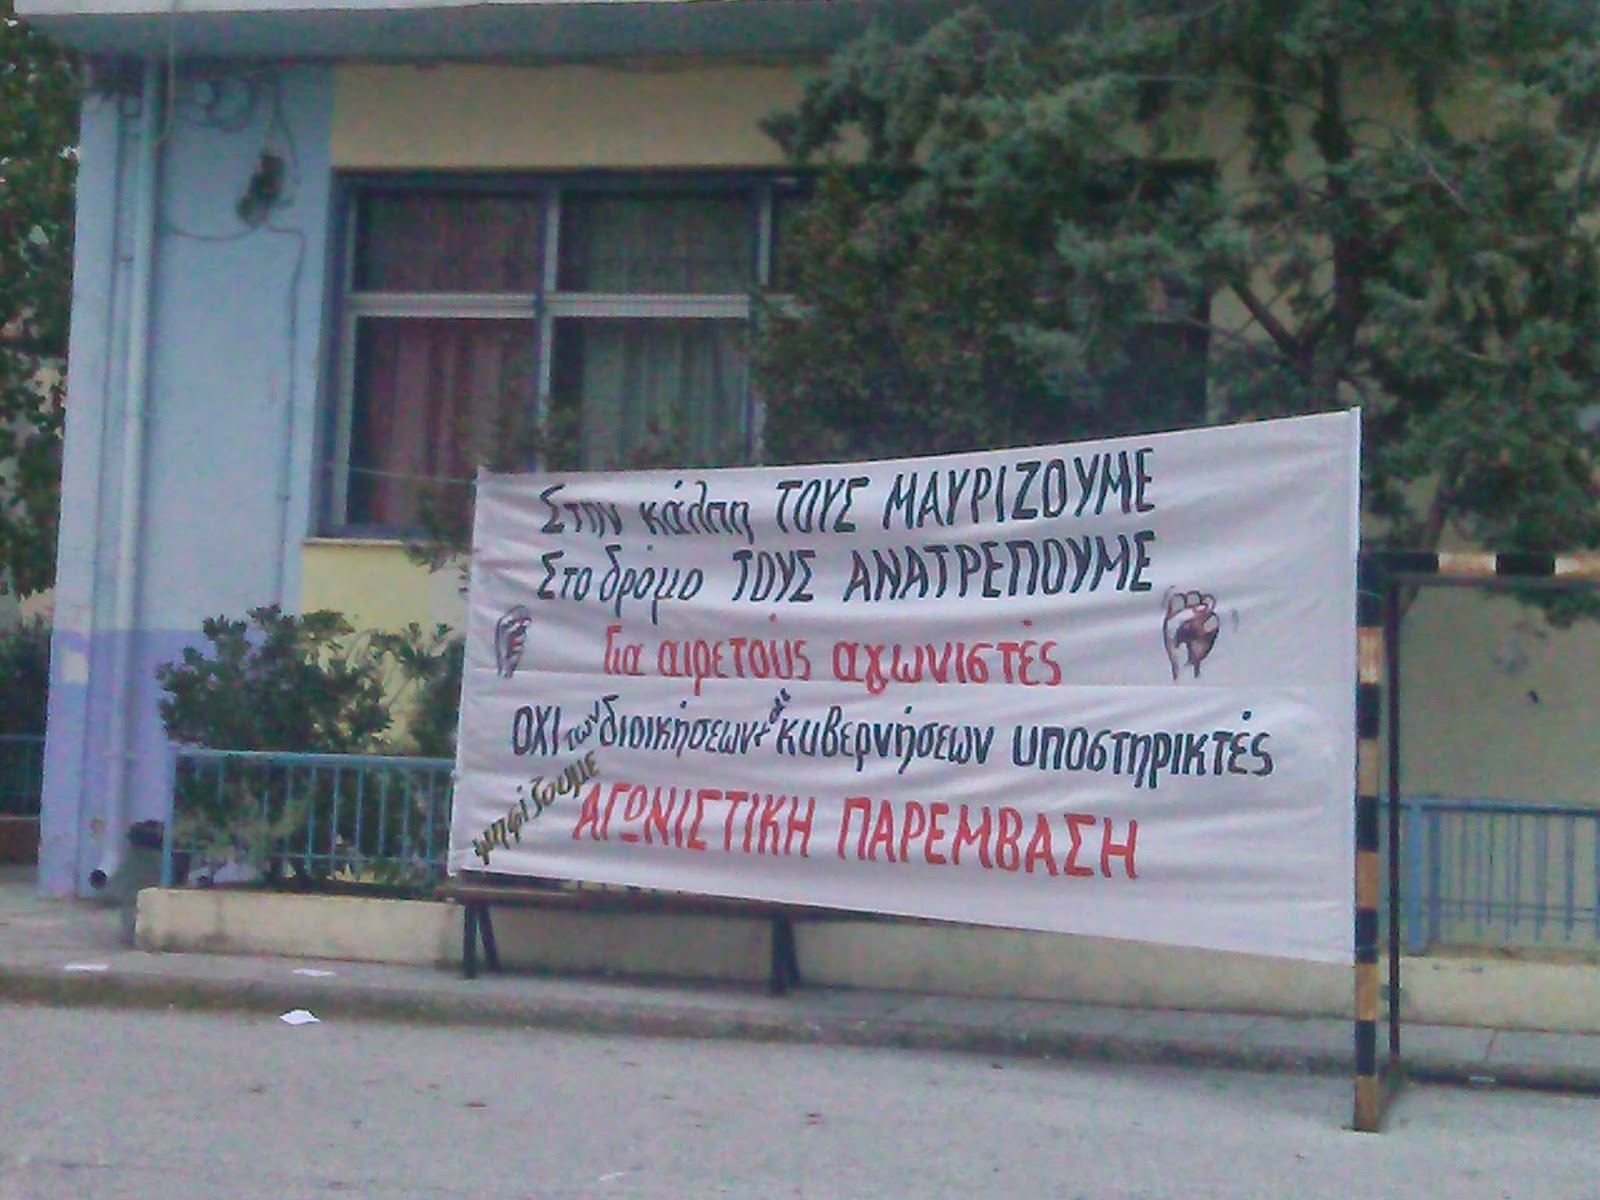 Στην κάλπη ΤΟΥΣ ΜΑΥΡΙΖΟΥΜΕ
Στο δρόμο ΤΟΥΣ ΑΝΑΤΡΕΠΟΥΜΕ
Για αιρετούς αγωνιστές
ΟΧΙ των διοικήσεων + κυβερνήσεων υποστηρικτές
ψηφίζουμε
ΑΓΩΝΙΣΤΙΚΗ ΠΑΡΕΜΒΑΣΗ